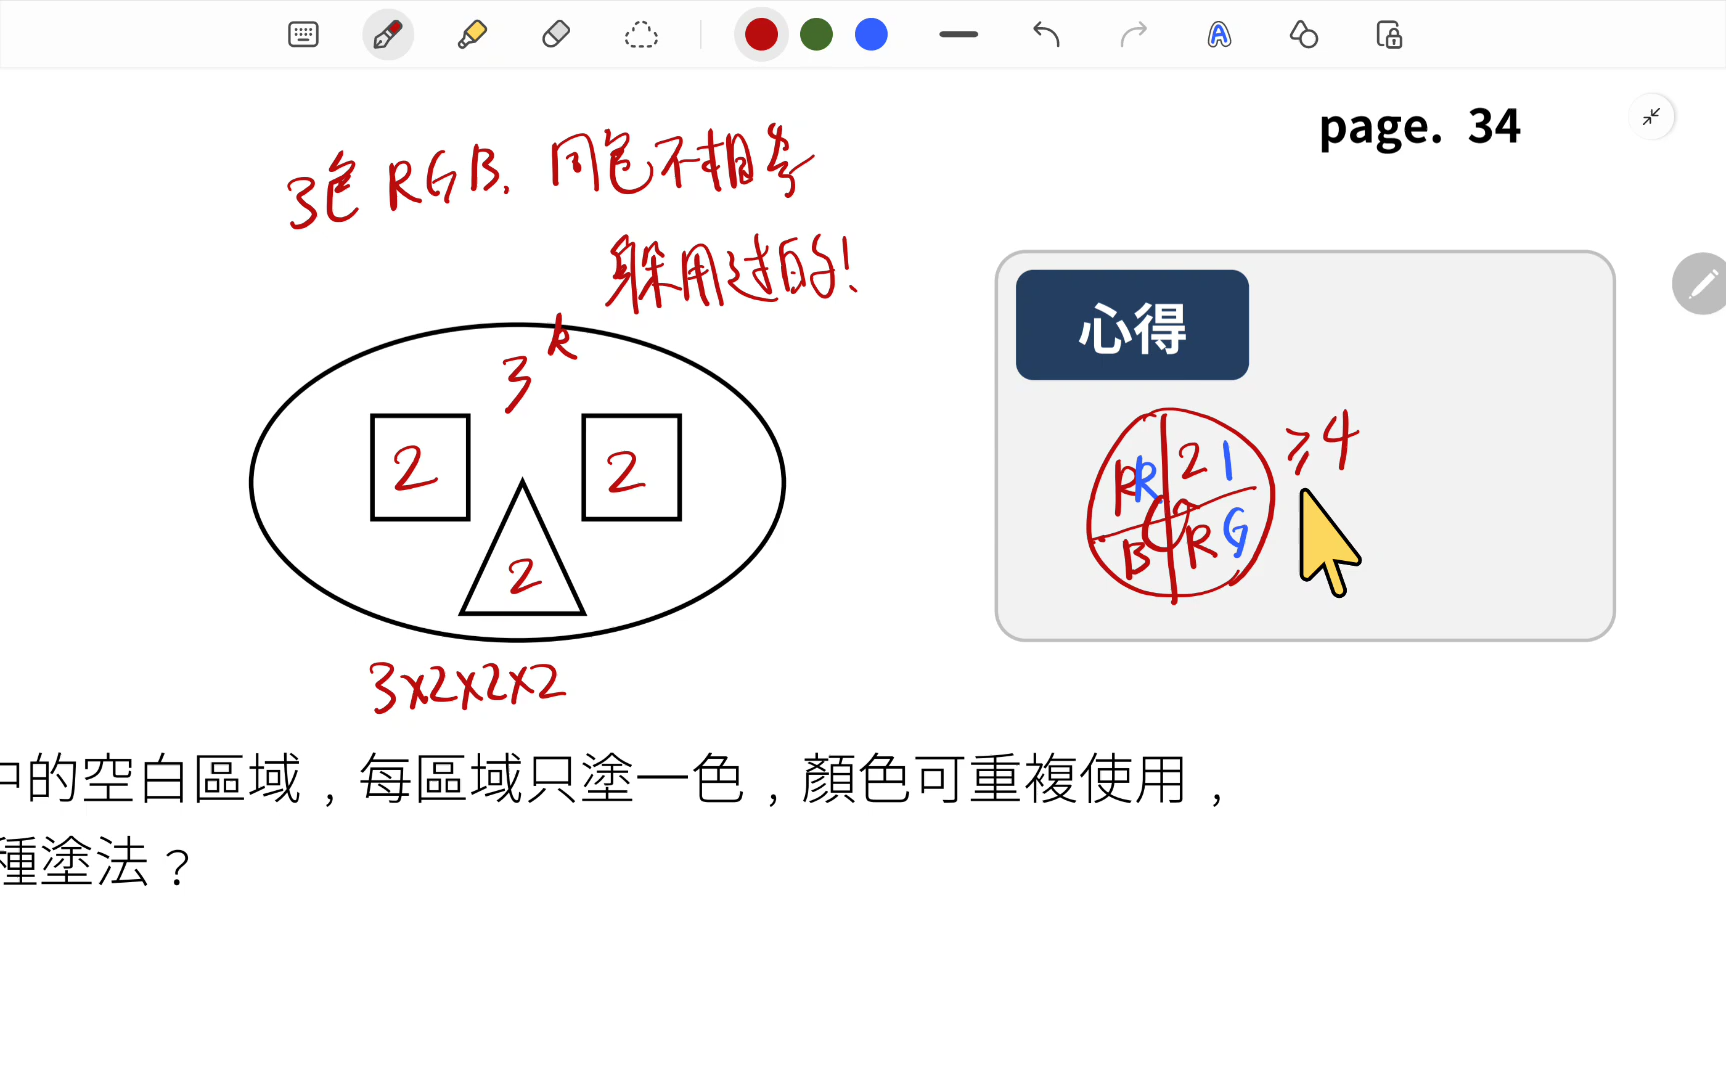 page. 34
3色 RGB, 同色不相鄰
躲用过的!
3 R
2 2
2
3x2x2x2
心得
R R 2 1 ≥4
B R G
中的空白區域，每區域只塗一色，顏色可重複使用，
種塗法？